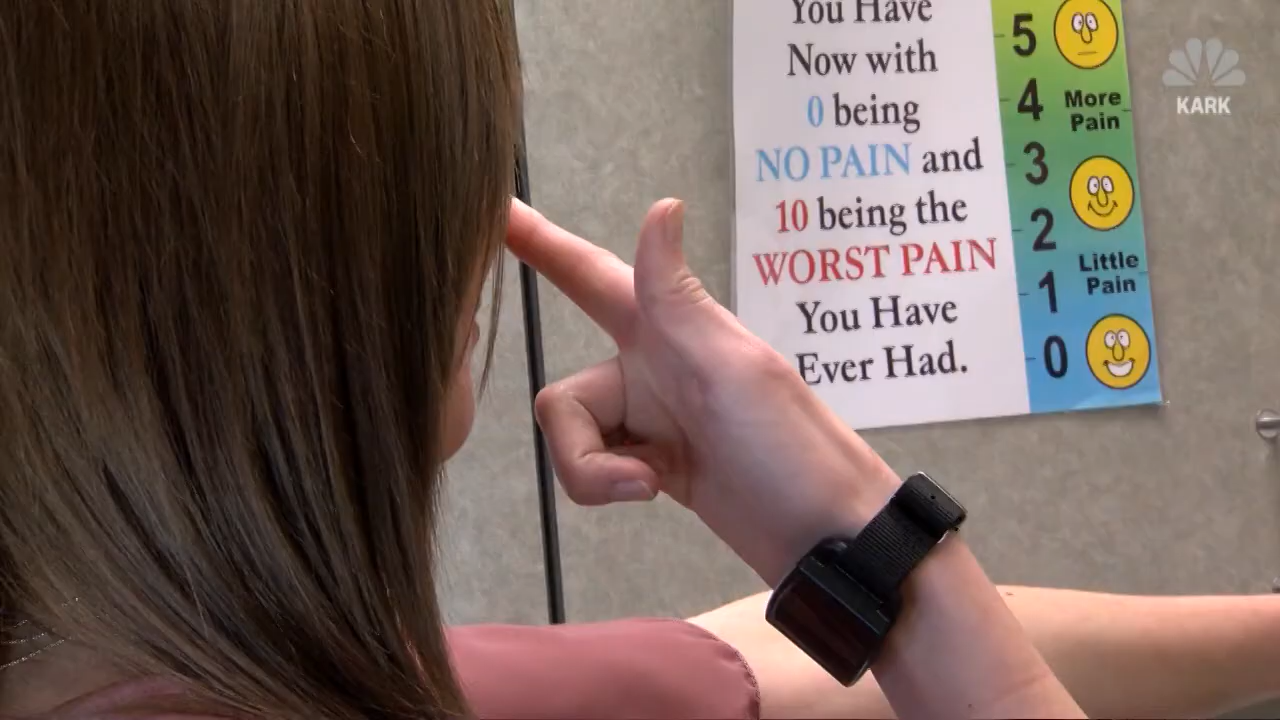 You Have
Now with
0 being
NO PAIN and
10 being the
WORST PAIN
You Have
Ever Had.
5
4
More
Pain
3
2
Little
Pain
1
0
KARK